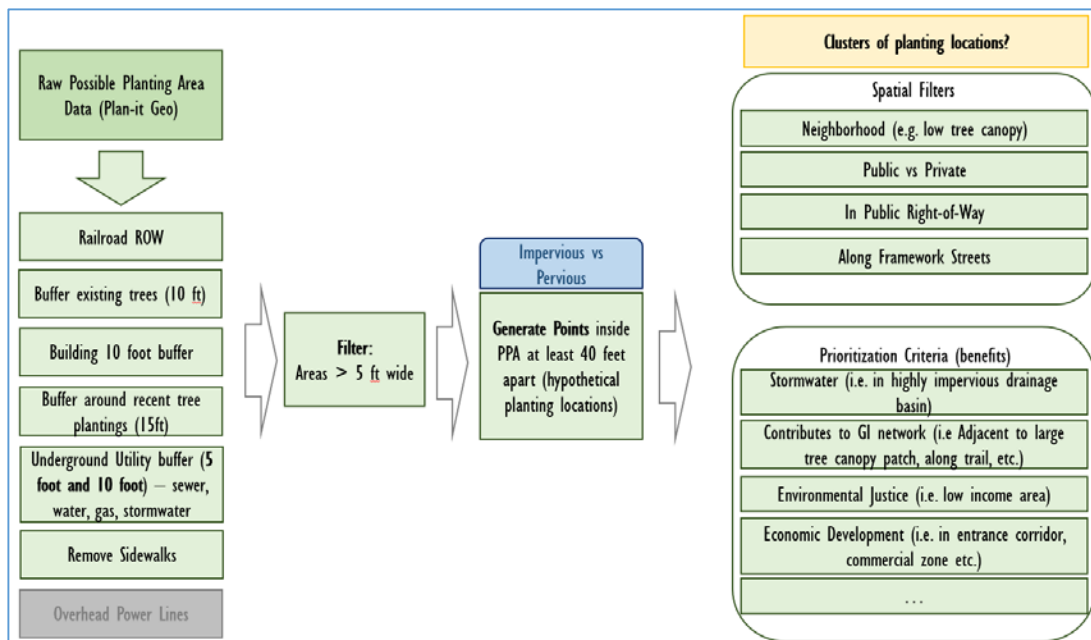 Raw Possible Planting Area
Data (Plan-it Geo)
Railroad ROW
Buffer existing trees (10 ft)
Building 10 foot buffer
Buffer around recent tree
plantings (15ft)
Underground Utility buffer (5
foot and 10 foot) – sewer,
water, gas, stormwater
Remove Sidewalks
Overhead Power Lines
Filter:
Areas > 5 ft wide
Impervious vs
Pervious
Generate Points inside
PPA at least 40 feet
apart (hypothetical
planting locations)
Clusters of planting locations?
Spatial Filters
Neighborhood (e.g. low tree canopy)
Public vs Private
In Public Right-of-Way
Along Framework Streets
Prioritization Criteria (benefits)
Stormwater (i.e. in highly impervious drainage
basin)
Contributes to GI network (i.e Adjacent to large
tree canopy patch, along trail, etc.)
Environmental Justice (i.e. low income area)
Economic Development (i.e. in entrance corridor,
commercial zone etc.)
...